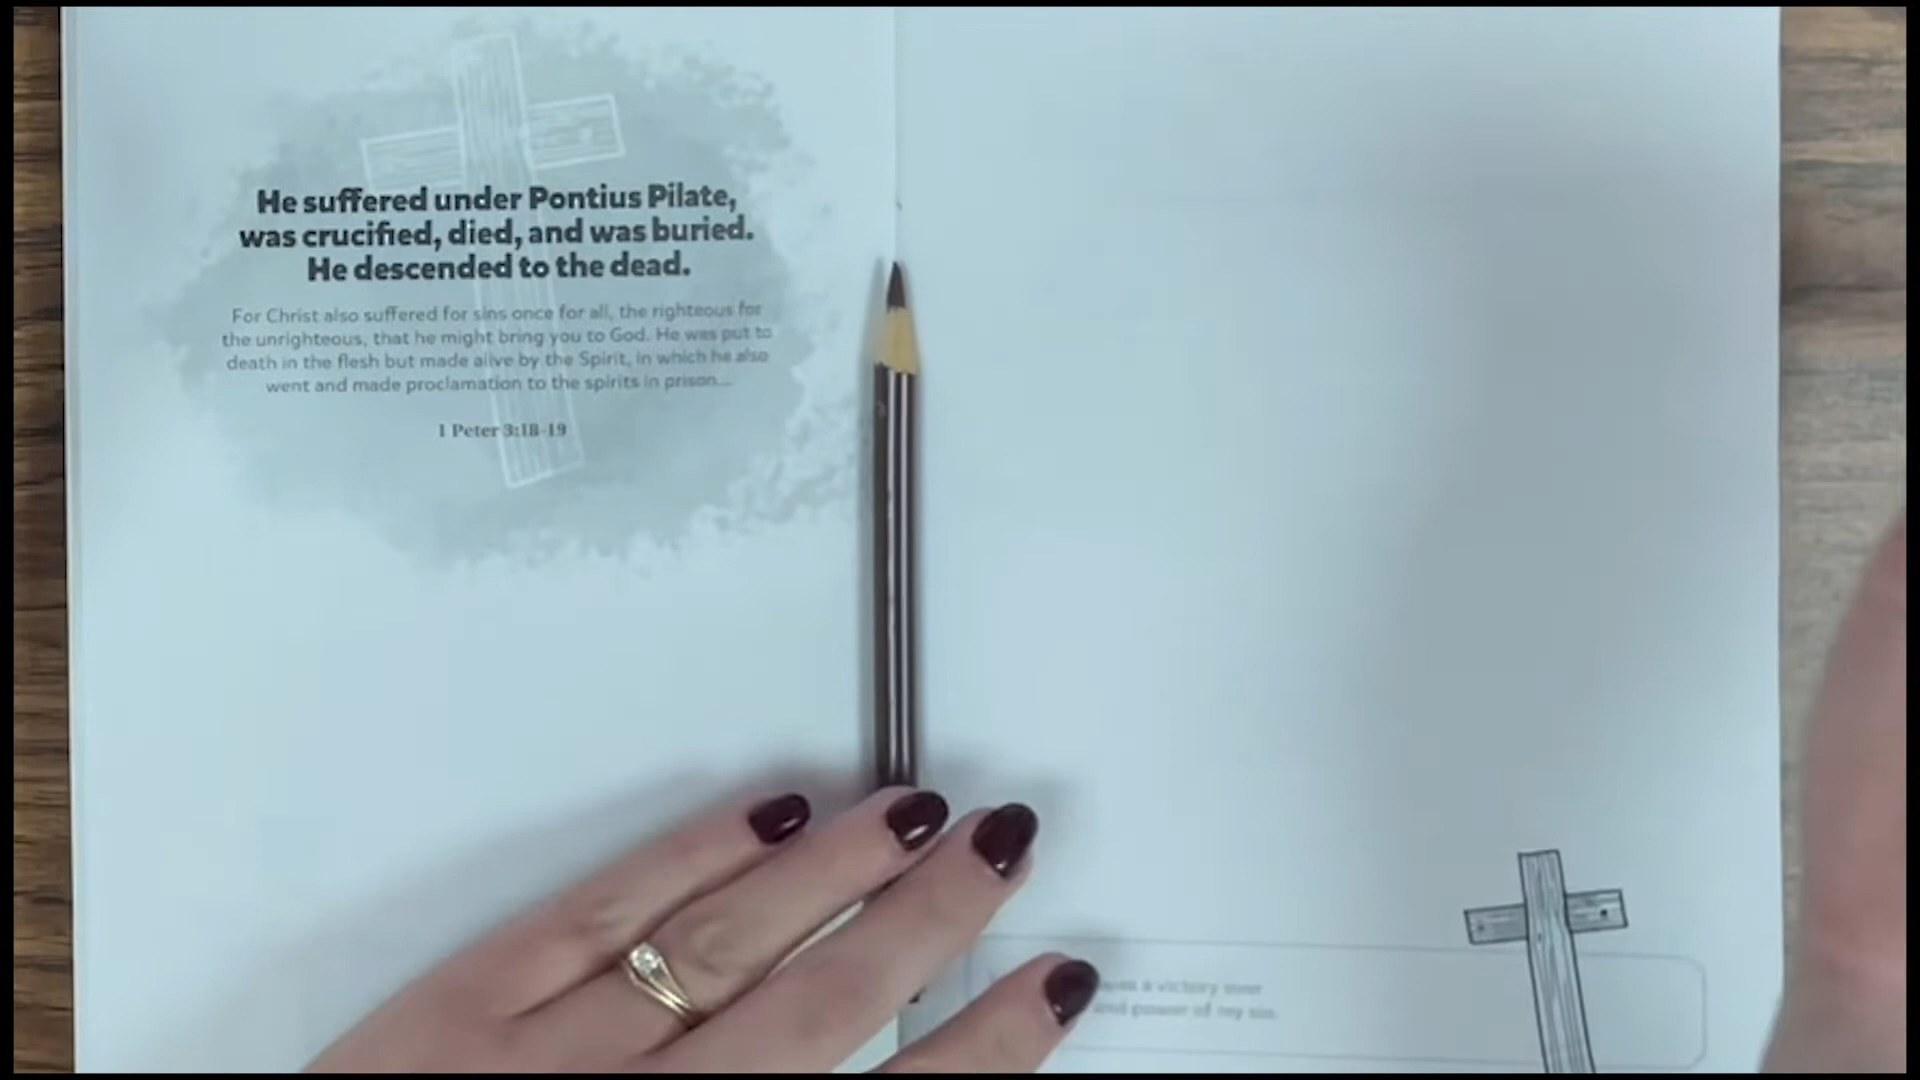 He suffered under Pontius Pilate,
was crucified, died, and was buried.
He descended to the dead.
For Christ also suffered for sins once for all, the righteous for
the unrighteous, that he might bring you to God. He was put to
death in the flesh but made alive by the Spirit, in which he also
went and made proclamation to the spirits in prison...
1 Peter 3:18-19
was a victory over
and power of my sin.